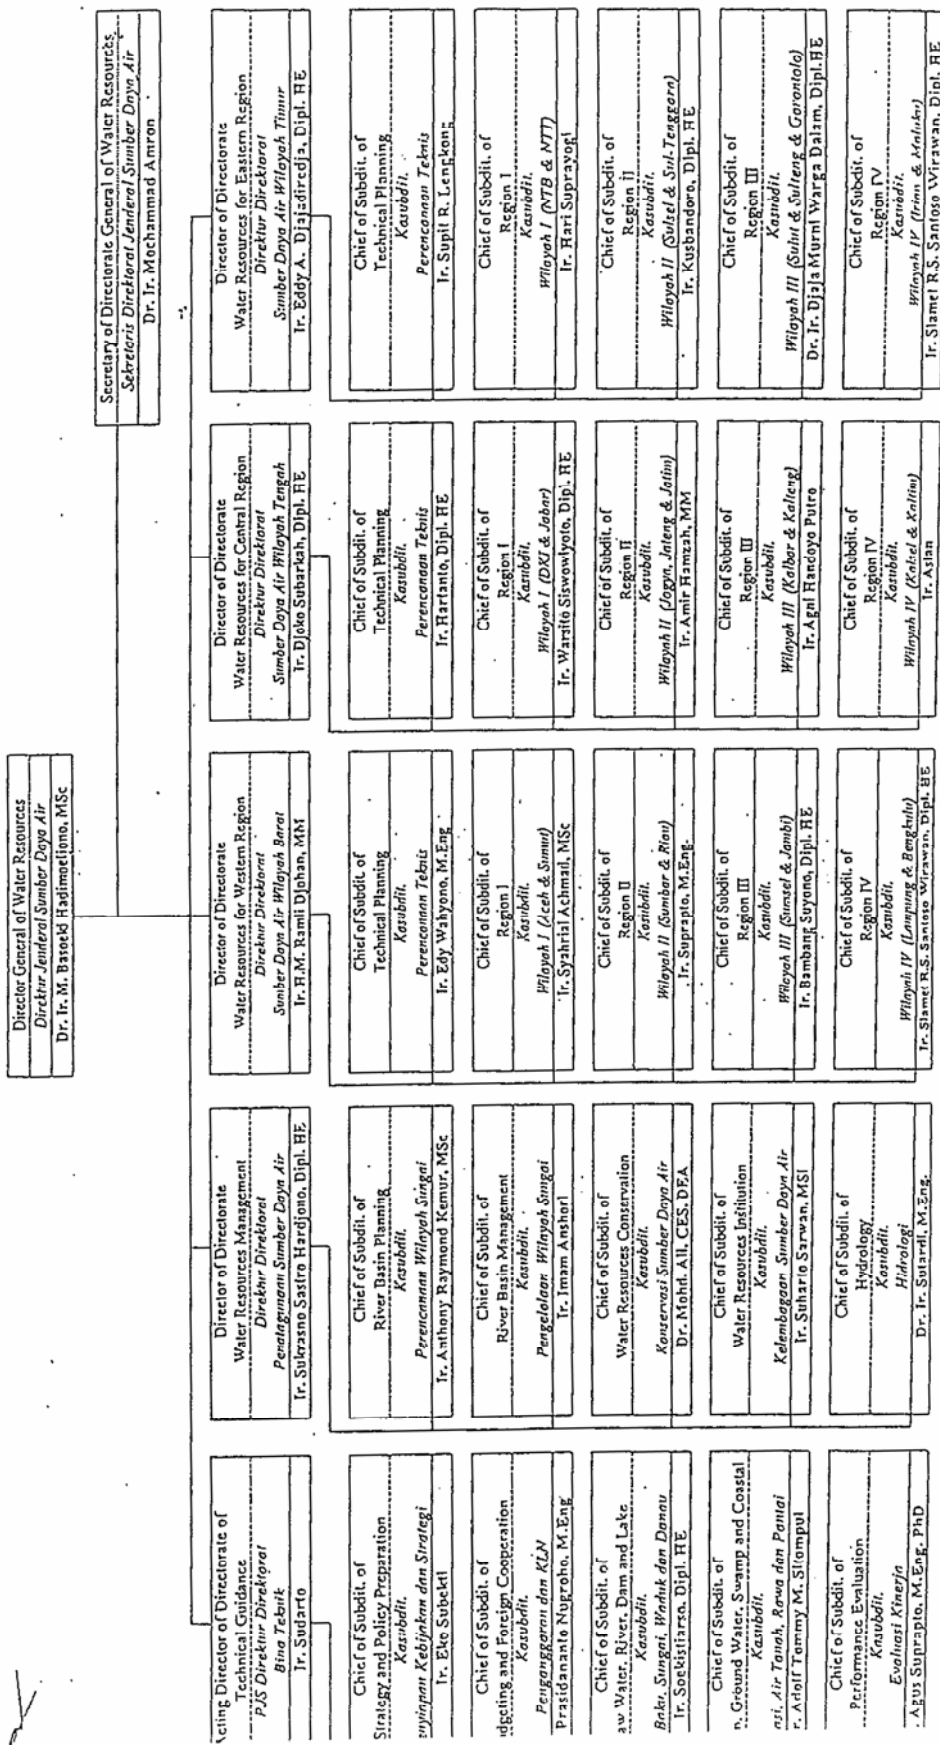 Director General of Water Resources
Direktur Jenderal Sumber Daya Air
Dr. Ir. M. Basoeki Hadimoeljono, MSc
Secretary of Directorate General of Water Resources
Sekretaris Direktoral Jenderal Sumber Daya Air
Dr. Ir. Mochammad Amron
Acting Director of Directorate of
Technical Guidance
PJS Direktur Direktorat
Bina Teknik
Ir. Sudarto
Chief of Subdit. of
Strategy and Policy Preparation
Kasubdit.
enyiapan Kebijakan dan Strategi
Ir. Eko Subekti
Chief of Subdit. of
idgeting and Foreign Cooperation
Kasubdit.
Penganggaran dan KLN
Prasidananto Nugroho, M.Eng
Chief of Subdit. of
aw Water, River, Dam and Lake
Kasubdit.
Baku, Sungai, Waduk dan Danau
Ir. Soekistiarso, Dipl. HE
Chief of Subdit. of
n, Ground Water, Swamp and Coastal
Kasubdit.
asi, Air Tanah, Rawa dan Pantai
r. Adolf Tommy M. Sitompul
Chief of Subdit. of
Performance Evaluation
Kasubdit.
Evaluasi Kinerja
. Agus Suprapto, M.Eng, PhD
Director of Directorate
Water Resources Management
Direktur Direktorat
Penatagunaan Sumber Daya Air
Ir. Sukrasno Sastro Hardjono, Dipl. HE
Chief of Subdit. of
River Basin Planning
Kasubdit.
Perencanaan Wilayah Sungai
Ir. Anthony Raymond Kemur, MSc
Chief of Subdit. of
River Basin Management
Kasubdit.
Pengelolaan Wilayah Sungai
Ir. Imam Anshori
Chief of Subdit. of
Water Resources Conservation
Kasubdit.
Konservasi Sumber Daya Air
Dr. Mohd. Ali, CES, DEA
Chief of Subdit. of
Water Resources Institution
Kasubdit.
Kelembagaan Sumber Daya Air
Ir. Suharto Sarwan, MSi
Chief of Subdit. of
Hydrology
Kasubdit.
Hidrologi
Dr. Ir. Sutardi, M.Eng.
Director of Directorate
Water Resources for Western Region
Direktur Direktorat
Sumber Daya Air Wilayah Barat
Ir. H.M. Ramli Djohan, MM
Chief of Subdit. of
Technical Planning
Kasubdit.
Perencanaan Teknis
Ir. Edy Wahyono, M.Eng
Chief of Subdit. of
Region I
Kasubdit.
Wilayah I (Aceh & Sumut)
Ir. Syahrial Achmad, MSc
Chief of Subdit. of
Region II
Kasubdit.
Wilayah II (Sumbar & Riau)
Ir. Suprapto, M.Eng.
Chief of Subdit. of
Region III
Kasubdit.
Wilayah III (Sumsel & Jambi)
Ir. Bambang Suyono, Dipl. HE
Chief of Subdit. of
Region IV
Kasubdit.
Wilayah IV (Lampung & Bengkulu)
Ir. Slamet R.S. Santoso Wirawan, Dipl. HE
Director of Directorate
Water Resources for Central Region
Direktur Direktorat
Sumber Daya Air Wilayah Tengah
Ir. Djoko Subarkah, Dipl. HE
Chief of Subdit. of
Technical Planning
Kasubdit.
Perencanaan Teknis
Ir. Hartanto, Dipl. HE
Chief of Subdit. of
Region I
Kasubdit.
Wilayah I (DKI & Jabar)
Ir. Warsito Siswowiyoto, Dipl. HE
Chief of Subdit. of
Region II
Kasubdit.
Wilayah II (Jogya, Jateng & Jatim)
Ir. Amir Hamzah, MM
Chief of Subdit. of
Region III
Kasubdit.
Wilayah III (Kalbar & Kalteng)
Ir. Agni Handoyo Putro
Chief of Subdit. of
Region IV
Kasubdit.
Wilayah IV (Kalsel & Kaltim)
Ir. Aslan
Director of Directorate
Water Resources for Eastern Region
Direktur Direktorat
Sumber Daya Air Wilayah Timur
Ir. Eddy A. Djajadiredja, Dipl. HE
Chief of Subdit. of
Technical Planning
Kasubdit.
Perencanaan Teknis
Ir. Supit R. Lengkong
Chief of Subdit. of
Region I
Kasubdit.
Wilayah I (NTB & NTT)
Ir. Hari Suprayogi
Chief of Subdit. of
Region II
Kasubdit.
Wilayah II (Sulsel & Sul-Tenggara)
Ir. Kusbandoro, Dipl. HE
Chief of Subdit. of
Region III
Kasubdit.
Wilayah III (Sulut & Sulteng & Gorontalo)
Dr. Ir. Djaja Murni Warga Dalam, Dipl.HE
Chief of Subdit. of
Region IV
Kasubdit.
Wilayah IV (Irian & Maluku)
Ir. Slamet R.S. Santoso Wirawan, Dipl. HE